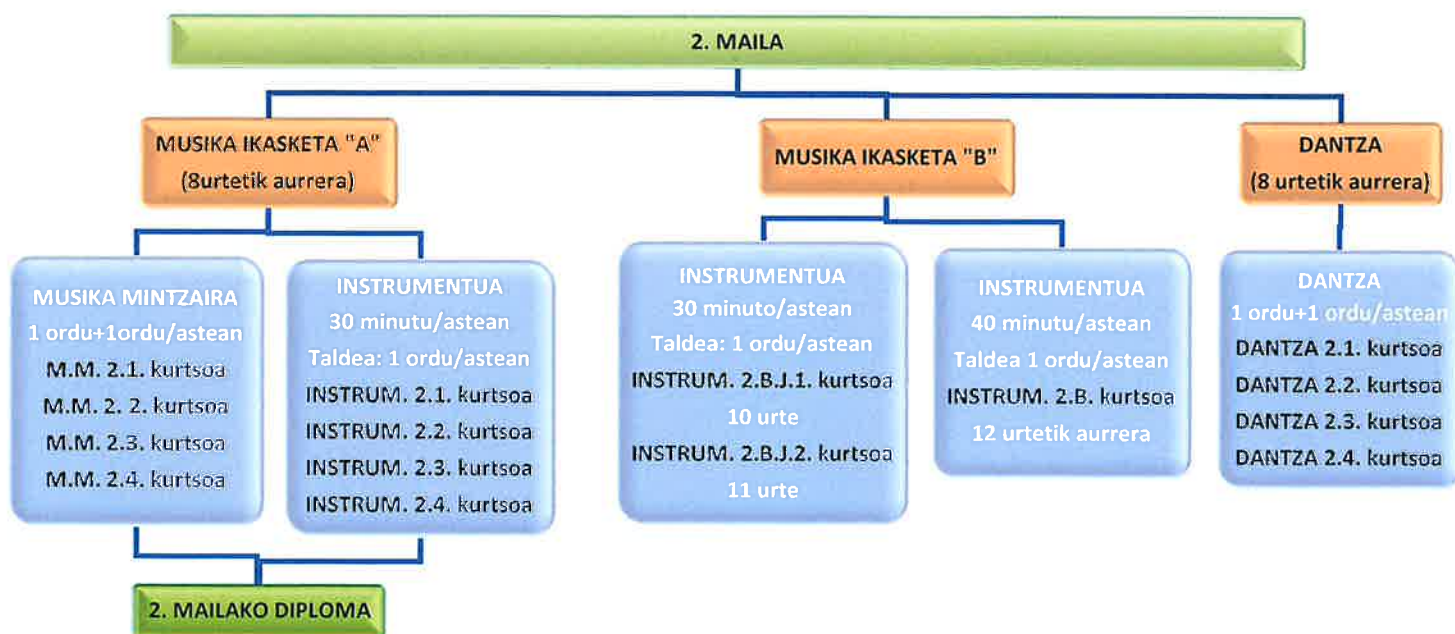 2. MAILA
MUSIKA IKASKETA "A"
(8urtetik aurrera)
MUSIKA IKASKETA "B"
DANTZA
(8 urtetik aurrera)
MUSIKA MINTZAIRA
1 ordu+1ordu/astean
M.M. 2.1. kurtsoa
M.M. 2. 2. kurtsoa
M.M. 2.3. kurtsoa
M.M. 2.4. kurtsoa
INSTRUMENTUA
30 minutu/astean
Taldea: 1 ordu/astean
INSTRUM. 2.1. kurtsoa
INSTRUM. 2.2. kurtsoa
INSTRUM. 2.3. kurtsoa
INSTRUM. 2.4. kurtsoa
INSTRUMENTUA
30 minuto/astean
Taldea: 1 ordu/astean
INSTRUM. 2.B.J.1. kurtsoa
10 urte
INSTRUM. 2.B.J.2. kurtsoa
11 urte
INSTRUMENTUA
40 minutu/astean
Taldea 1 ordu/astean
INSTRUM. 2.B. kurtsoa
12 urtetik aurrera
DANTZA
1 ordu+1 ordu/astean
DANTZA 2.1. kurtsoa
DANTZA 2.2. kurtsoa
DANTZA 2.3. kurtsoa
DANTZA 2.4. kurtsoa
2. MAILAKO DIPLOMA